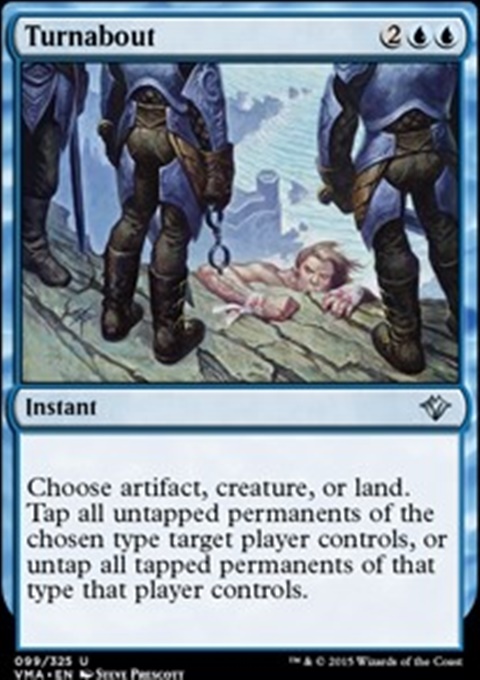 Turnabout 2
Instant
Choose artifact, creature, or land.
Tap all untapped permanents of the
chosen type target player controls, or
untap all tapped permanents of that
type that player controls.
099/325 U
™ & © 2015 Wizards of the Coast
VMA • EN Steve Prescott